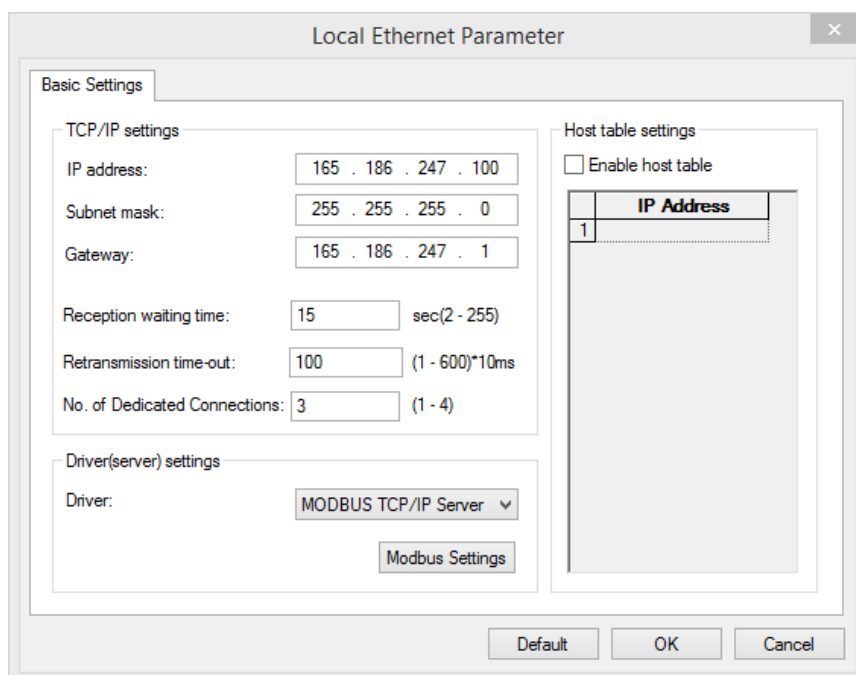 Local Ethernet Parameter
Basic Settings
TCP/IP settings
IP address: 165 . 186 . 247 . 100
Subnet mask: 255 . 255 . 255 . 0
Gateway: 165 . 186 . 247 . 1
Reception waiting time: 15 sec(2 - 255)
Retransmission time-out: 100 (1 - 600)*10ms
No. of Dedicated Connections: 3 (1 - 4)
Driver(server) settings
Driver: MODBUS TCP/IP Server
Modbus Settings
Host table settings
Enable host table
IP Address
1
Default OK Cancel